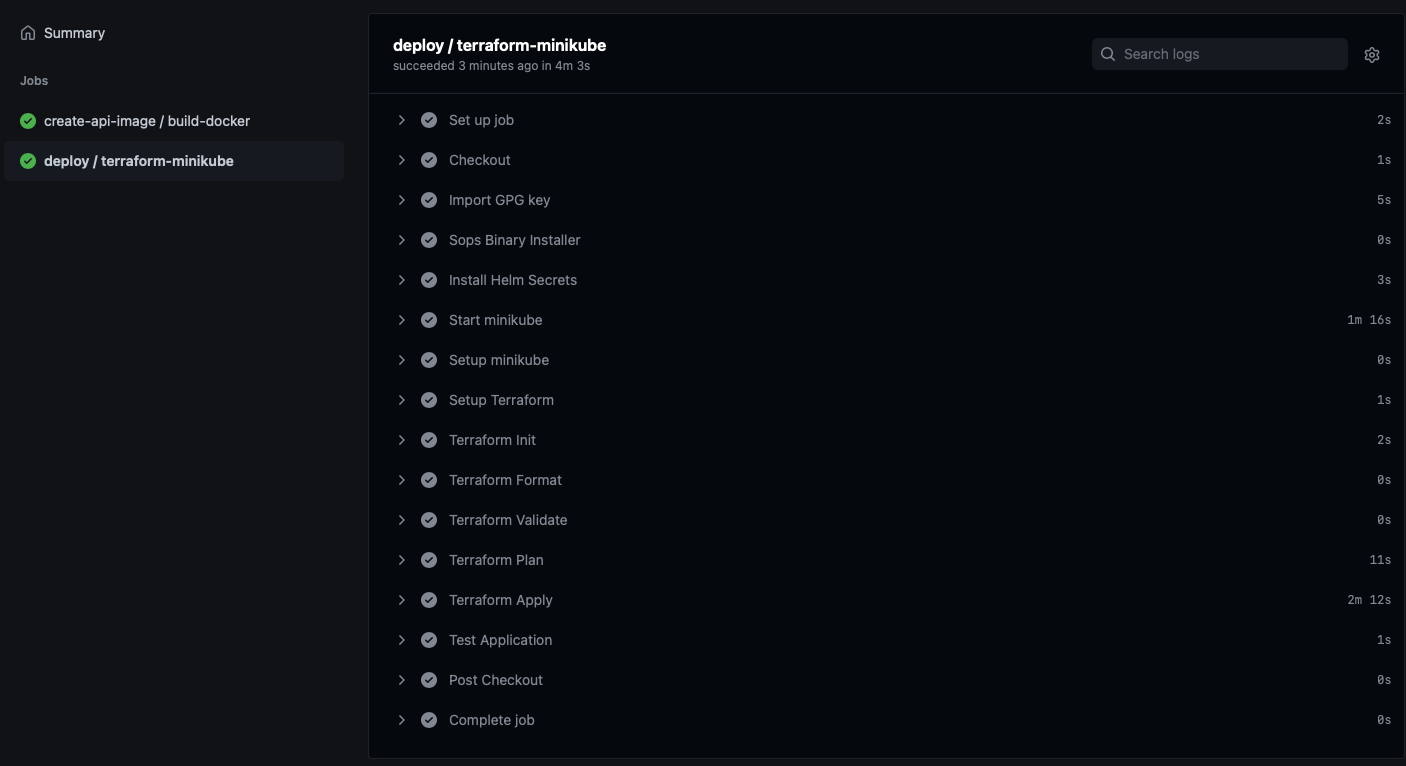 Summary
Jobs
create-api-image / build-docker
deploy / terraform-minikube
deploy / terraform-minikube
succeeded 3 minutes ago in 4m 3s
Search logs
Set up job 2s
Checkout 1s
Import GPG key 5s
Sops Binary Installer 0s
Install Helm Secrets 3s
Start minikube 1m 16s
Setup minikube 0s
Setup Terraform 1s
Terraform Init 2s
Terraform Format 0s
Terraform Validate 0s
Terraform Plan 11s
Terraform Apply 2m 12s
Test Application 1s
Post Checkout 0s
Complete job 0s